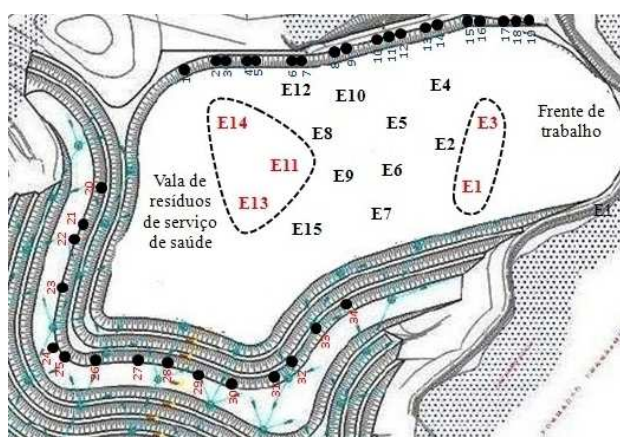 1 2 3 4 5 6 7 8 9 10 11 12 13 14 15 16 17 18 19
E12
E10
E4
E14
E8
E5
E3
Frente de
trabalho
E2
E11
E6
E9
E1
Vala de
resíduos
de serviço
de saúde
E13
E7
E15
E1
20
21
22
23
24
25
26
27
28
29
30
31
32
33
34